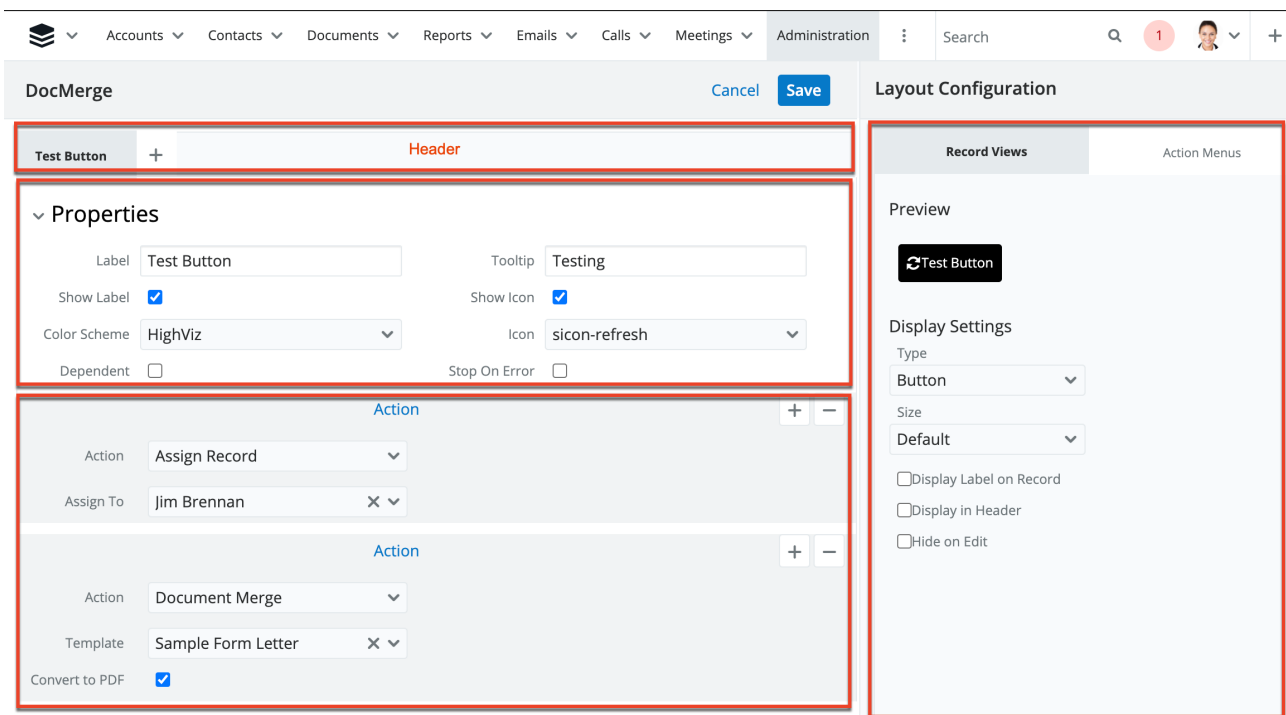 Accounts Contacts Documents Reports Emails Calls Meetings Administration Search 1
DocMerge Cancel Save
Test Button + Header
Properties
Label Test Button Tooltip Testing
Show Label Show Icon
Color Scheme HighViz Icon sicon-refresh
Dependent Stop On Error
Action
Action Assign Record
Assign To Jim Brennan
Action
Action Document Merge
Template Sample Form Letter
Convert to PDF
Layout Configuration
Record Views Action Menus
Preview
Test Button
Display Settings
Type
Button
Size
Default
Display Label on Record
Display in Header
Hide on Edit